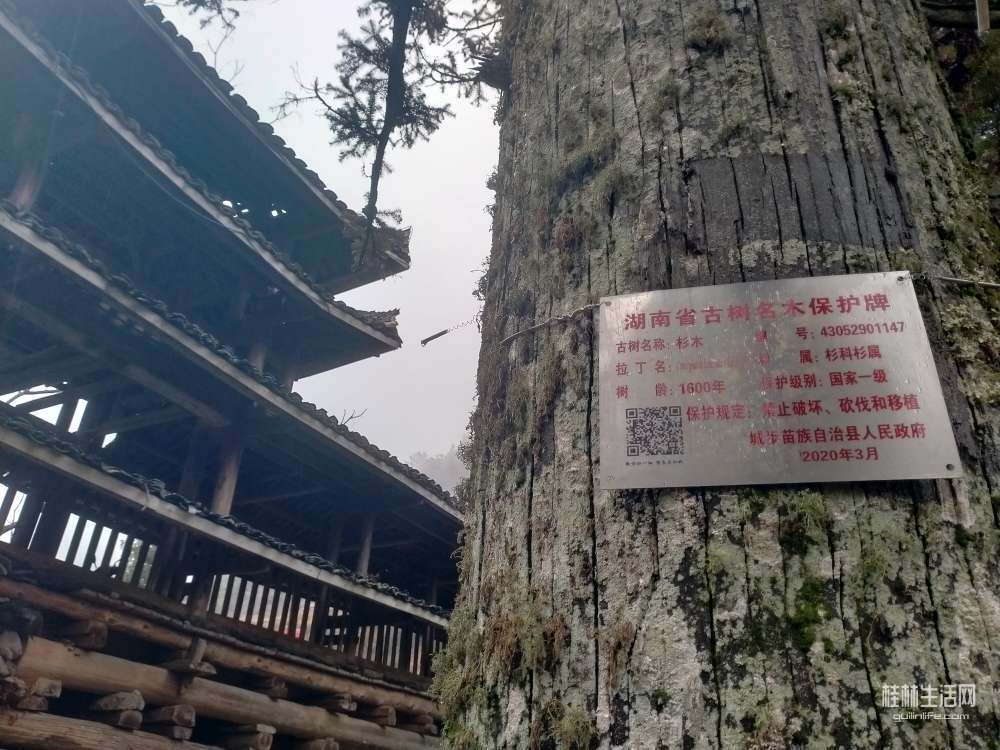 湖南省古树名木保护牌
古树名称：杉木 编 号：43052901147
拉丁名： 科 属：杉科杉属
树 龄：1600年 保护级别：国家一级
保护规定：禁止破坏、砍伐和移植
城步苗族自治县人民政府
2020年3月
桂林生活网
guilinlife.com